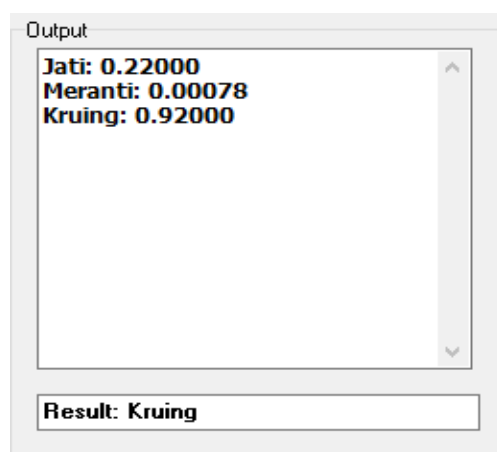 Output
Jati: 0.22000
Meranti: 0.00078
Kruing: 0.92000
Result: Kruing